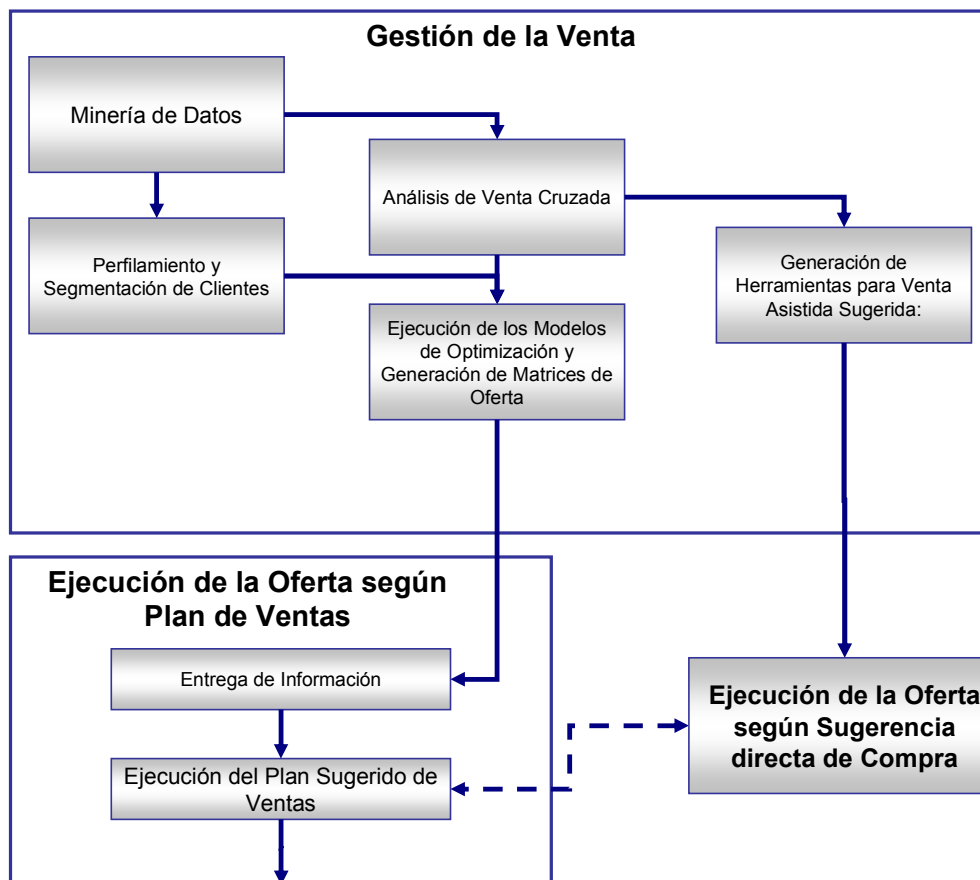 Gestión de la Venta
Minería de Datos
Análisis de Venta Cruzada
Perfilamiento y
Segmentación de Clientes
Generación de
Herramientas para Venta
Asistida Sugerida:
Ejecución de los Modelos
de Optimización y
Generación de Matrices de
Oferta
Ejecución de la Oferta según
Plan de Ventas
Entrega de Información
Ejecución del Plan Sugerido de
Ventas
Ejecución de la Oferta
según Sugerencia
directa de Compra